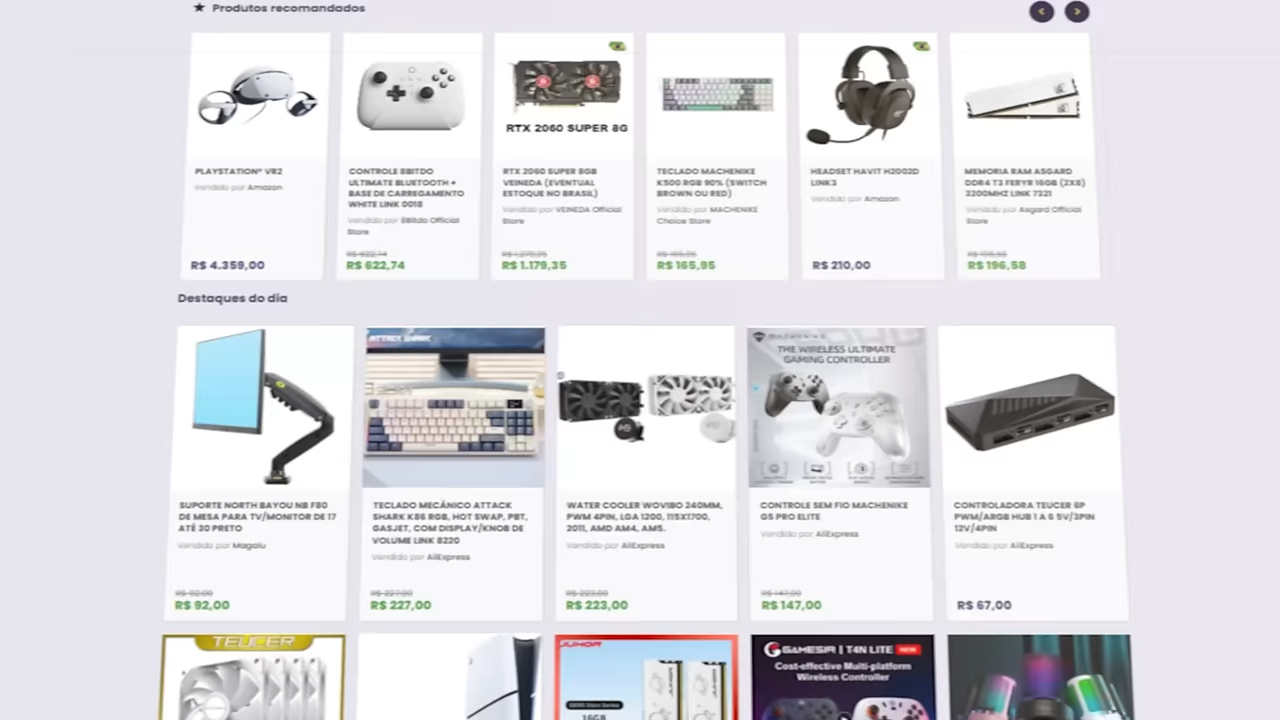 ★ Produtos recomandados
RTX 2060 SUPER 8G
PLAYSTATION® VR2
Vendido por Amazon
R$ 4.359,00
CONTROLE 8BITDO
ULTIMATE BLUETOOTH +
BASE DE CARREGAMENTO
WHITE LINK 0018
Vendido por 8Bitdo Official
Store
R$ 622,74
R$ 622,74
RTX 2060 SUPER 8GB
VEINEDA (EVENTUAL
ESTOQUE NO BRASIL)
Vendido por VEINEDA Official
Store
R$ 1.279,35
R$ 1.179,35
TECLADO MACHENIKE
K500 RGB 90% (SWITCH
BROWN OU RED)
Vendido por MACHENIKE
Choice Store
R$ 165,95
R$ 165,95
HEADSET HAVIT H2002D
LINK3
Vendido por Amazon
R$ 210,00
MEMORIA RAM ASGARD
DDR4 T3 FERYR 16GB (2X8)
3200MHZ LINK 7321
Vendido por Asgard Official
Store
R$ 196,58
R$ 196,58
Destaques do dia
SUPORTE NORTH BAYOU NB F80
DE MESA PARA TV/MONITOR DE 17
ATÉ 30 PRETO
Vendido por Magalu
R$ 92,00
R$ 92,00
ATTACK SHARK
TECLADO MECÂNICO ATTACK
SHARK K86 RGB, HOT SWAP, PBT,
GASJET, COM DISPLAY/KNOB DE
VOLUME LINK 8220
Vendido por AliExpress
R$ 227,00
R$ 227,00
WATER COOLER WOVIBO 240MM,
PWM 4PIN, LGA 1200, 115X1700,
2011, AMD AM4, AM5.
Vendido por AliExpress
R$ 223,00
R$ 223,00
MACHENIKE
THE WIRELESS ULTIMATE
GAMING CONTROLLER
CONTROLE SEM FIO MACHENIKE
G5 PRO ELITE
Vendido por AliExpress
R$ 147,00
R$ 147,00
CONTROLADORA TEUCER 6P
PWM/ARGB HUB 1 A 6 5V/3PIN
12V/4PIN
Vendido por AliExpress
R$ 67,00
TEUCER
JUHOR
16GB
GAMESIR | T4N LITE NEW
Cost-effective Multi-platform
Wireless Controller